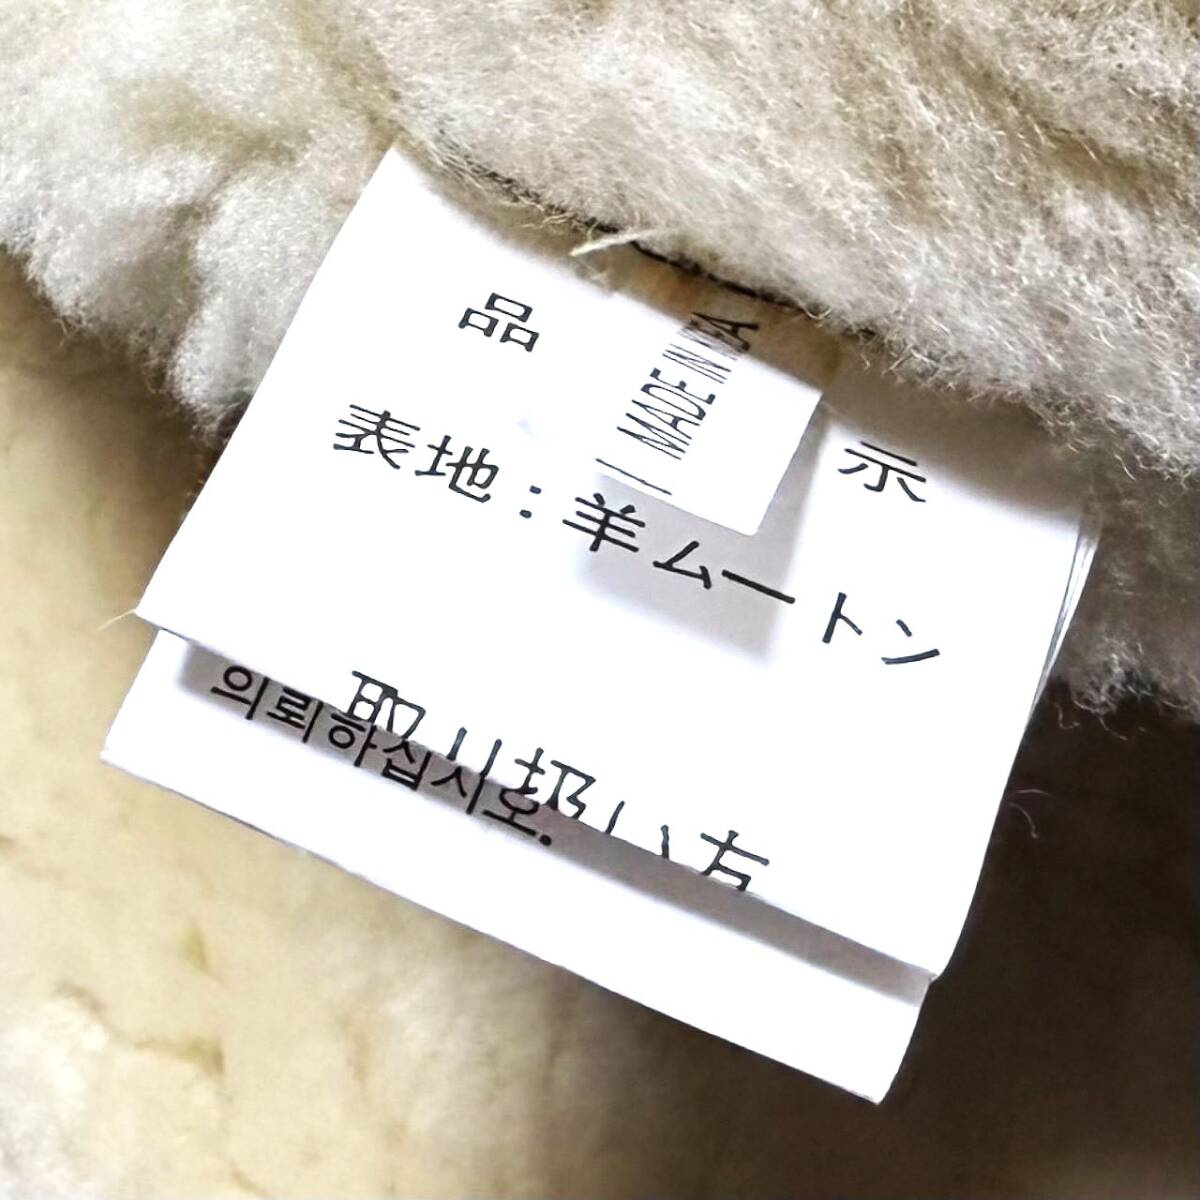 品 示
MADE IN
表地:羊ムートン
取り扱い方
의뢰하십시오.